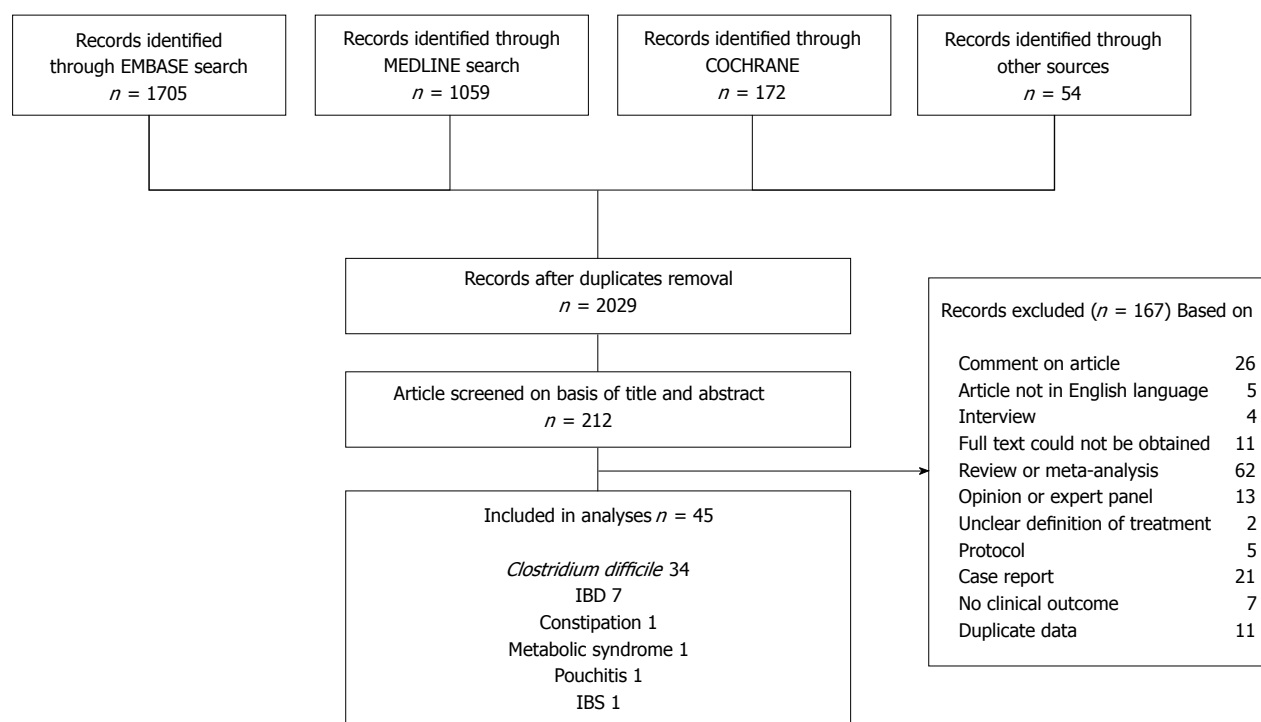 Records identified
through EMBASE search
n = 1705
Records identified through
MEDLINE search
n = 1059
Records identified through
COCHRANE
n = 172
Records identified through
other sources
n = 54
Records after duplicates removal
n = 2029
Article screened on basis of title and abstract
n = 212
Records excluded (n = 167) Based on
Comment on article 26
Article not in English language 5
Interview 4
Full text could not be obtained 11
Review or meta-analysis 62
Opinion or expert panel 13
Unclear definition of treatment 2
Protocol 5
Case report 21
No clinical outcome 7
Duplicate data 11
Included in analyses n = 45
Clostridium difficile 34
IBD 7
Constipation 1
Metabolic syndrome 1
Pouchitis 1
IBS 1